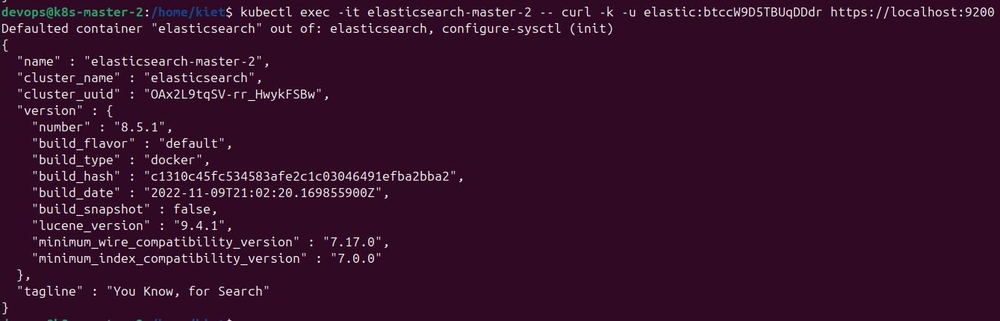 devops@k8s-master-2:/home/kiet$ kubectl exec -it elasticsearch-master-2 -- curl -k -u elastic:btccW9D5TBUqDDdr https://localhost:9200
Defaulted container "elasticsearch" out of: elasticsearch, configure-sysctl (init)
{
  "name" : "elasticsearch-master-2",
  "cluster_name" : "elasticsearch",
  "cluster_uuid" : "OAx2L9tqSV-rr_HwykFSBw",
  "version" : {
    "number" : "8.5.1",
    "build_flavor" : "default",
    "build_type" : "docker",
    "build_hash" : "c1310c45fc534583afe2c1c03046491efba2bba2",
    "build_date" : "2022-11-09T21:02:20.169855900Z",
    "build_snapshot" : false,
    "lucene_version" : "9.4.1",
    "minimum_wire_compatibility_version" : "7.17.0",
    "minimum_index_compatibility_version" : "7.0.0"
  },
  "tagline" : "You Know, for Search"
}